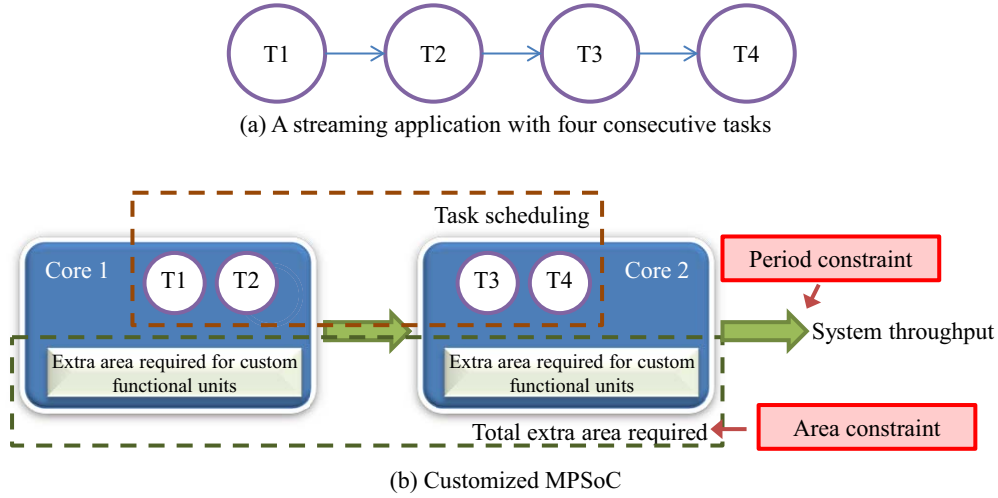 T1
T2
T3
T4
(a) A streaming application with four consecutive tasks
Task scheduling
Core 1
T1
T2
T3
T4
Core 2
Period constraint
System throughput
Extra area required for custom
functional units
Extra area required for custom
functional units
Total extra area required
Area constraint
(b) Customized MPSoC